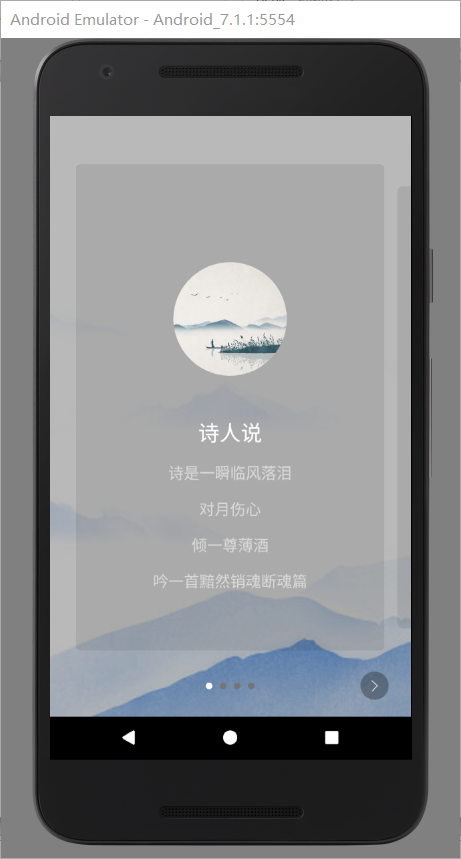 Android Emulator - Android_7.1.1:5554
诗人说
诗是一瞬临风落泪
对月伤心
倾一尊薄酒
吟一首黯然销魂断魂篇